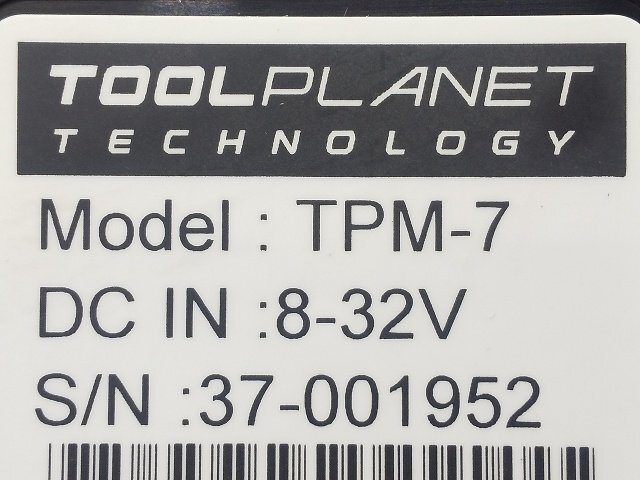 TOOLPLANET
TECHNOLOGY
Model : TPM-7
DC IN :8-32V
S/N :37-001952